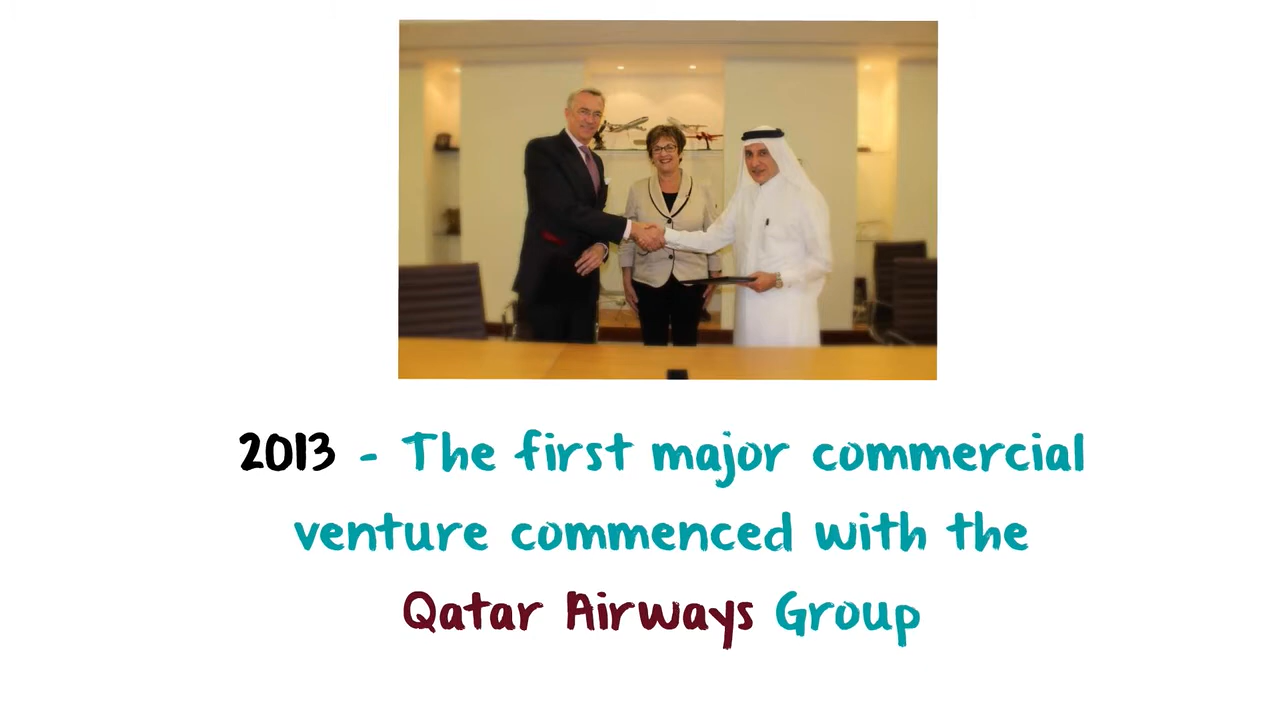 2013 - The first major commercial
venture commenced with the
Qatar Airways Group